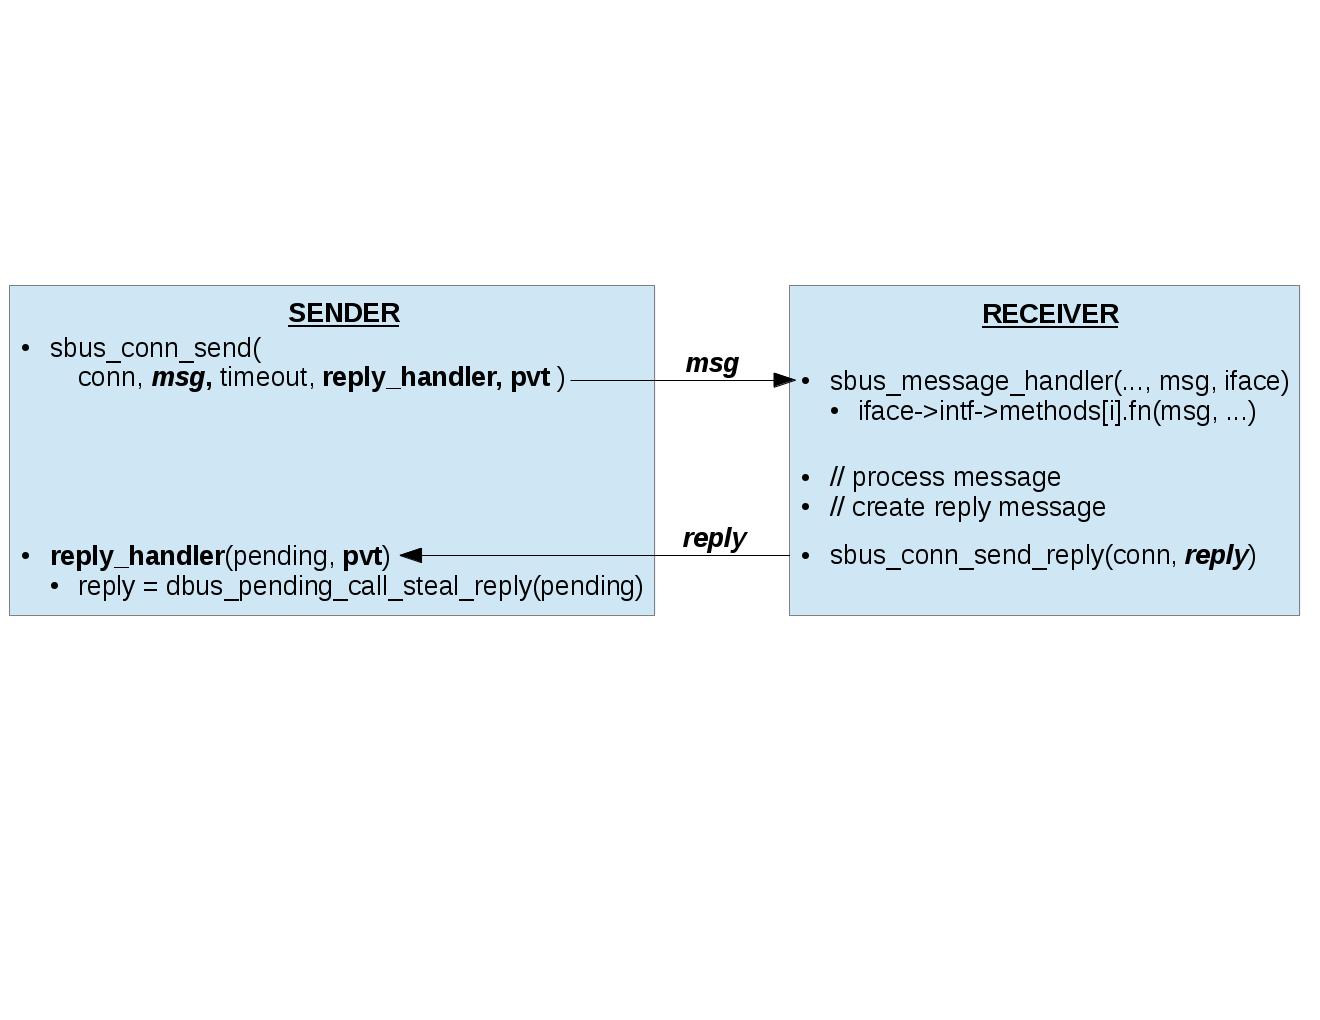 SENDER
• sbus_conn_send(
conn, msg, timeout, reply_handler, pvt )
• reply_handler(pending, pvt)
• reply = dbus_pending_call_steal_reply(pending)
msg
reply
RECEIVER
• sbus_message_handler(..., msg, iface)
• iface->intf->methods[i].fn(msg, ...)
• // process message
• // create reply message
• sbus_conn_send_reply(conn, reply)